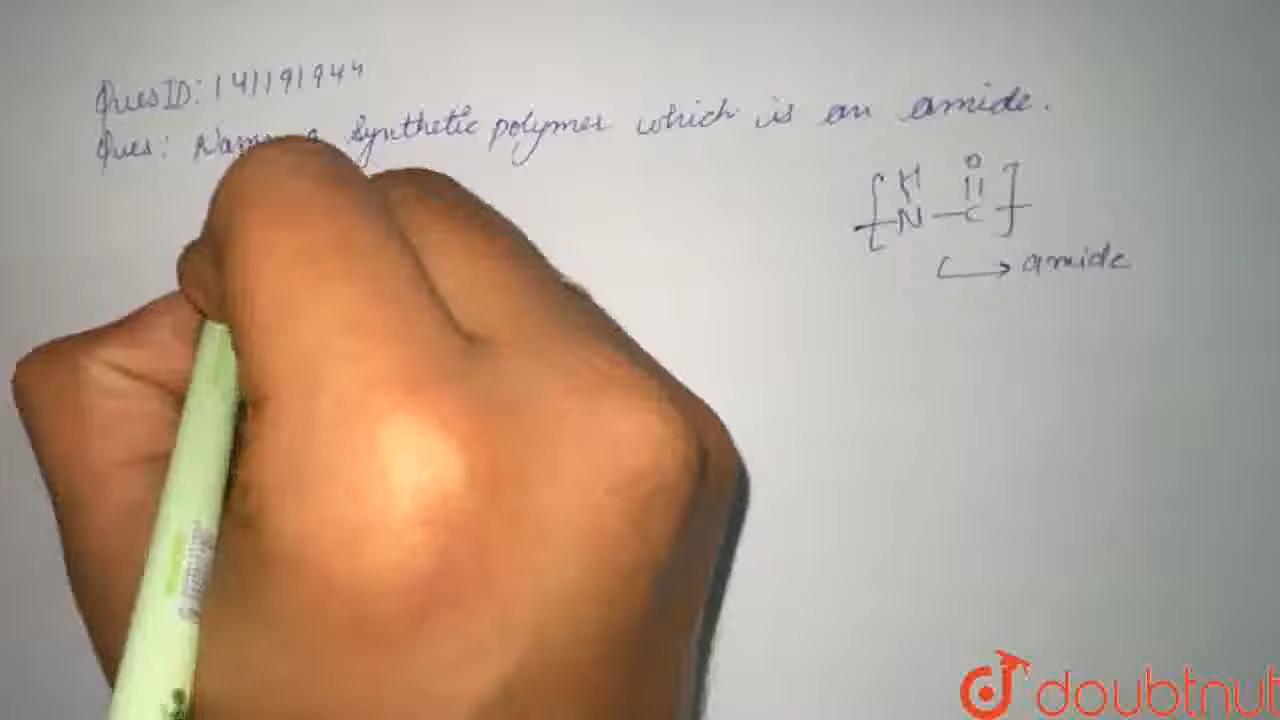 QuesID: 141191944
Ques: Name a Synthetic polymer which is an amide.
H O
N - C
amide
doubtnut